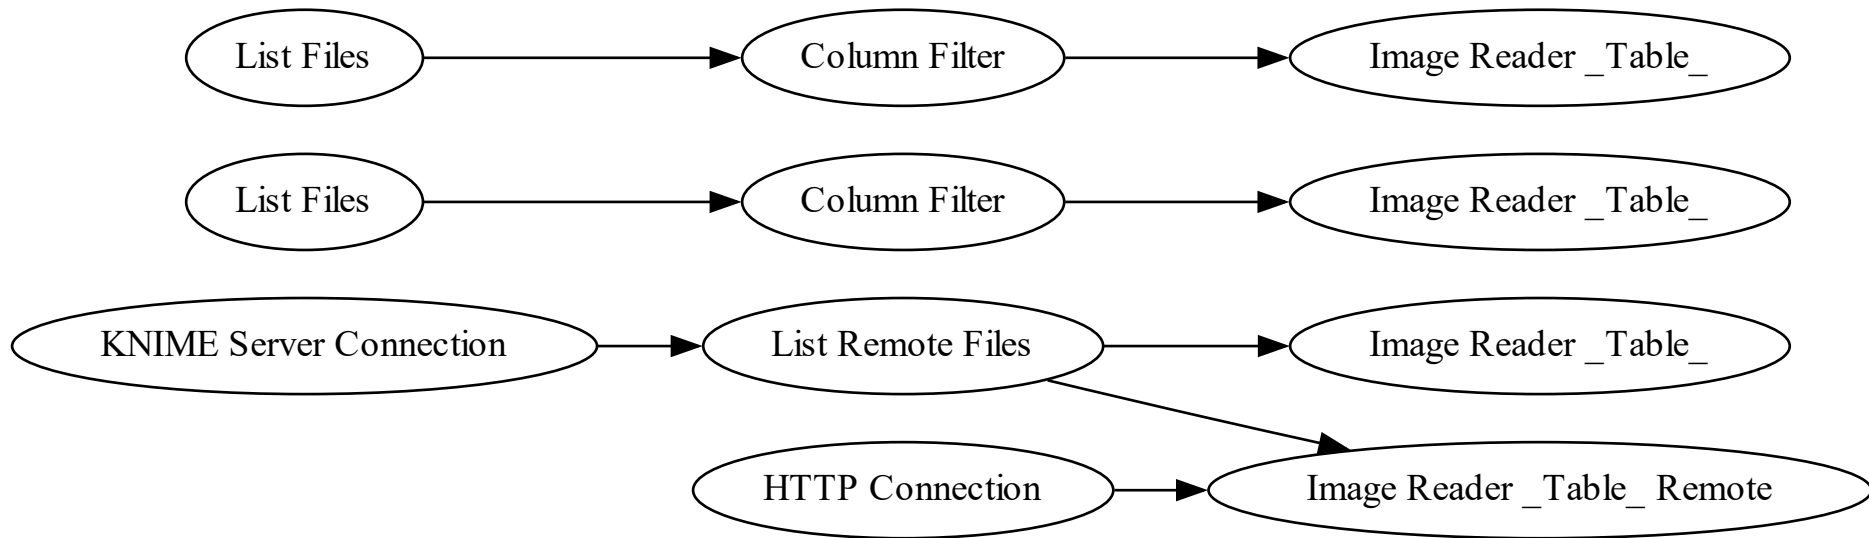 List Files
Column Filter
Image Reader _Table_
List Files
Column Filter
Image Reader _Table_
KNIME Server Connection
List Remote Files
Image Reader _Table_
HTTP Connection
Image Reader _Table_ Remote